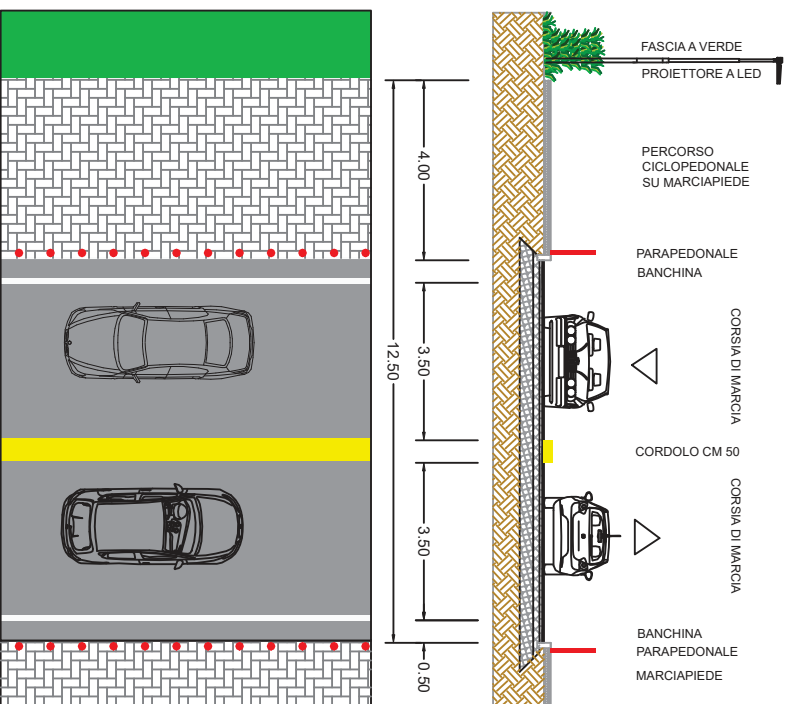 FASCIA A VERDE
PROIETTORE A LED
PERCORSO
CICLOPEDONALE
SU MARCIAPIEDE
4.00
PARAPEDONALE
BANCHINA
CORSIA DI MARCIA
3.50
12.50
CORDOLO CM 50
CORSIA DI MARCIA
3.50
BANCHINA
PARAPEDONALE
MARCIAPIEDE
0.50